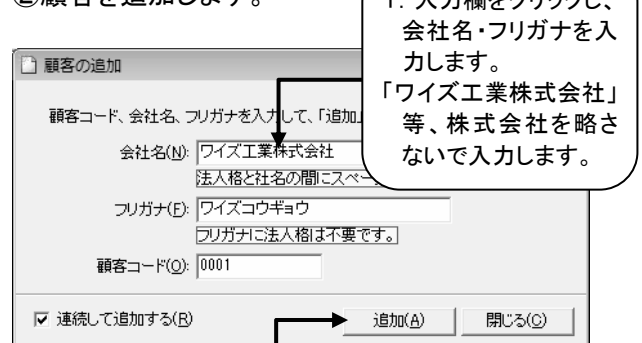 ②顧客を追加します。
1. 入力欄をクリックし、
会社名・フリガナを入
力します。
「ワイズ工業株式会社」
等、株式会社を略さ
ないで入力します。
顧客の追加
顧客コード、会社名、フリガナを入力して、「追加」
会社名(N): ワイズ工業株式会社
法人格と社名の間にスペー
フリガナ(F): ワイズコウギョウ
フリガナに法人格は不要です。
顧客コード(O): 0001
連続して追加する(R)
追加(A) 閉じる(C)